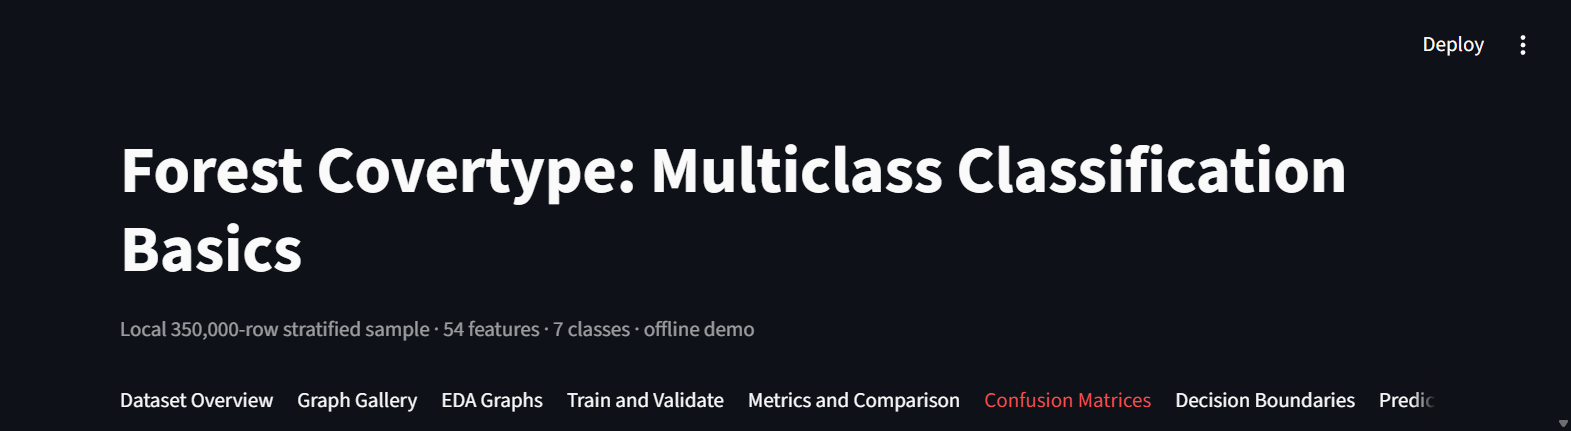 Deploy
Forest Covertype: Multiclass Classification
Basics
Local 350,000-row stratified sample · 54 features · 7 classes · offline demo
Dataset Overview Graph Gallery EDA Graphs Train and Validate Metrics and Comparison Confusion Matrices Decision Boundaries Predic